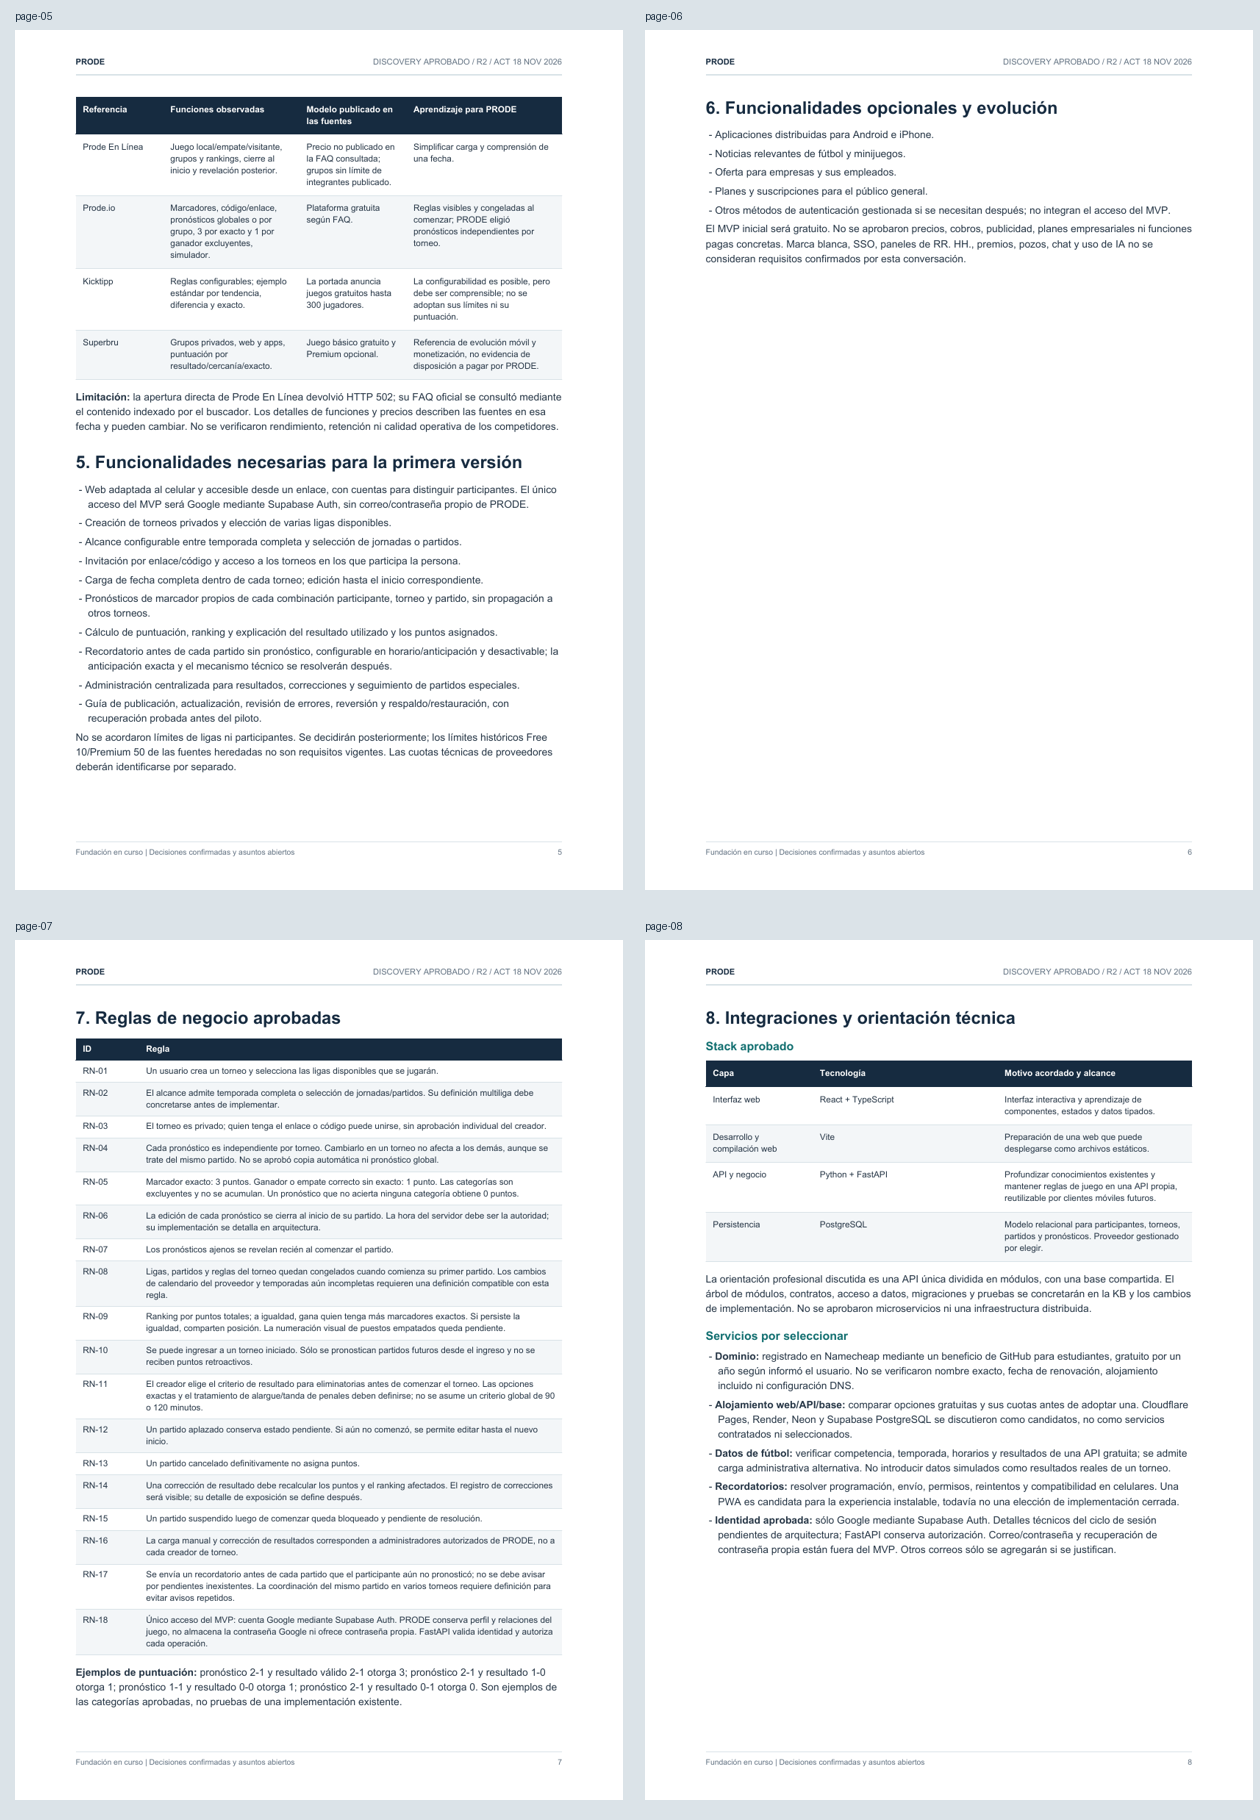 page-05
PRODE
DISCOVERY APROBADO / R2 / ACT 18 NOV 2026
Referencia
Funciones observadas
Modelo publicado en
las fuentes
Aprendizaje para PRODE
Prode En Línea
Juego local/empate/visitante,
grupos y rankings, cierre al
inicio y revelación posterior.
Precio no publicado en
la FAQ consultada;
grupos sin límite de
integrantes publicado.
Simplificar carga y comprensión de
una fecha.
Prode.io
Marcadores, código/enlace,
pronósticos globales o por
grupo, 3 por exacto y 1 por
ganador excluyentes,
simulador.
Plataforma gratuita
según FAQ.
Reglas visibles y congeladas al
comenzar; PRODE eligió
pronósticos independientes por
torneo.
Kicktipp
Reglas configurables; ejemplo
estándar por tendencia,
diferencia y exacto.
La portada anuncia
juegos gratuitos hasta
300 jugadores.
La configurabilidad es posible, pero
debe ser comprensible; no se
adoptan sus límites ni su
puntuación.
Superbru
Grupos privados, web y apps,
puntuación por
resultado/cercanía/exacto.
Juego básico gratuito y
Premium opcional.
Referencia de evolución móvil y
monetización, no evidencia de
disposición a pagar por PRODE.
Limitación: la apertura directa de Prode En Línea devolvió HTTP 502; su FAQ oficial se consultó mediante
el contenido indexado por el buscador. Los detalles de funciones y precios describen las fuentes en esa
fecha y pueden cambiar. No se verificaron rendimiento, retención ni calidad operativa de los competidores.
5. Funcionalidades necesarias para la primera versión
- Web adaptada al celular y accesible desde un enlace, con cuentas para distinguir participantes. El único
acceso del MVP será Google mediante Supabase Auth, sin correo/contraseña propio de PRODE.
- Creación de torneos privados y elección de varias ligas disponibles.
- Alcance configurable entre temporada completa y selección de jornadas o partidos.
- Invitación por enlace/código y acceso a los torneos en los que participa la persona.
- Carga de fecha completa dentro de cada torneo; edición hasta el inicio correspondiente.
- Pronósticos de marcador propios de cada combinación participante, torneo y partido, sin propagación a
otros torneos.
- Cálculo de puntuación, ranking y explicación del resultado utilizado y los puntos asignados.
- Recordatorio antes de cada partido sin pronóstico, configurable en horario/anticipación y desactivable; la
anticipación exacta y el mecanismo técnico se resolverán después.
- Administración centralizada para resultados, correcciones y seguimiento de partidos especiales.
- Guía de publicación, actualización, revisión de errores, reversión y respaldo/restauración, con
recuperación probada antes del piloto.
No se acordaron límites de ligas ni participantes. Se decidirán posteriormente; los límites históricos Free
10/Premium 50 de las fuentes heredadas no son requisitos vigentes. Las cuotas técnicas de proveedores
deberán identificarse por separado.
Fundación en curso | Decisiones confirmadas y asuntos abiertos
5
page-06
PRODE
DISCOVERY APROBADO / R2 / ACT 18 NOV 2026
6. Funcionalidades opcionales y evolución
- Aplicaciones distribuidas para Android e iPhone.
- Noticias relevantes de fútbol y minijuegos.
- Oferta para empresas y sus empleados.
- Planes y suscripciones para el público general.
- Otros métodos de autenticación gestionada si se necesitan después; no integran el acceso del MVP.
El MVP inicial será gratuito. No se aprobaron precios, cobros, publicidad, planes empresariales ni funciones
pagas concretas. Marca blanca, SSO, paneles de RR. HH., premios, pozos, chat y uso de IA no se
consideran requisitos confirmados por esta conversación.
Fundación en curso | Decisiones confirmadas y asuntos abiertos
6
page-07
PRODE
DISCOVERY APROBADO / R2 / ACT 18 NOV 2026
7. Reglas de negocio aprobadas
ID
Regla
RN-01
Un usuario crea un torneo y selecciona las ligas disponibles que se jugarán.
RN-02
El alcance admite temporada completa o selección de jornadas/partidos. Su definición multiliga debe
concretarse antes de implementar.
RN-03
El torneo es privado; quien tenga el enlace o código puede unirse, sin aprobación individual del creador.
RN-04
Cada pronóstico es independiente por torneo. Cambiarlo en un torneo no afecta a los demás, aunque se
trate del mismo partido. No se aprobó copia automática ni pronóstico global.
RN-05
Marcador exacto: 3 puntos. Ganador o empate correcto sin exacto: 1 punto. Las categorías son
excluyentes y no se acumulan. Un pronóstico que no acierta ninguna categoría obtiene 0 puntos.
RN-06
La edición de cada pronóstico se cierra al inicio de su partido. La hora del servidor debe ser la autoridad;
su implementación se detalla en arquitectura.
RN-07
Los pronósticos ajenos se revelan recién al comenzar el partido.
RN-08
Ligas, partidos y reglas del torneo quedan congelados cuando comienza su primer partido. Los cambios
de calendario del proveedor y temporadas aún incompletas requieren una definición compatible con esta
regla.
RN-09
Ranking por puntos totales; a igualdad, gana quien tenga más marcadores exactos. Si persiste la
igualdad, comparten posición. La numeración visual de puestos empatados queda pendiente.
RN-10
Se puede ingresar a un torneo iniciado. Sólo se pronostican partidos futuros desde el ingreso y no se
reciben puntos retroactivos.
RN-11
El creador elige el criterio de resultado para eliminatorias antes de comenzar el torneo. Las opciones
exactas y el tratamiento de alargue/tanda de penales deben definirse; no se asume un criterio global de 90
o 120 minutos.
RN-12
Un partido aplazado conserva estado pendiente. Si aún no comenzó, se permite editar hasta el nuevo
inicio.
RN-13
Un partido cancelado definitivamente no asigna puntos.
RN-14
Una corrección de resultado debe recalcular los puntos y el ranking afectados. El registro de correcciones
será visible; su detalle de exposición se define después.
RN-15
Un partido suspendido luego de comenzar queda bloqueado y pendiente de resolución.
RN-16
La carga manual y corrección de resultados corresponden a administradores autorizados de PRODE, no a
cada creador de torneo.
RN-17
Se envía un recordatorio antes de cada partido que el participante aún no pronosticó; no se debe avisar
por pendientes inexistentes. La coordinación del mismo partido en varios torneos requiere definición para
evitar avisos repetidos.
RN-18
Único acceso del MVP: cuenta Google mediante Supabase Auth. PRODE conserva perfil y relaciones del
juego, no almacena la contraseña Google ni ofrece contraseña propia. FastAPI valida identidad y autoriza
cada operación.
Ejemplos de puntuación: pronóstico 2-1 y resultado válido 2-1 otorga 3; pronóstico 2-1 y resultado 1-0
otorga 1; pronóstico 1-1 y resultado 0-0 otorga 1; pronóstico 2-1 y resultado 0-1 otorga 0. Son ejemplos de
las categorías aprobadas, no pruebas de una implementación existente.
Fundación en curso | Decisiones confirmadas y asuntos abiertos
7
page-08
PRODE
DISCOVERY APROBADO / R2 / ACT 18 NOV 2026
8. Integraciones y orientación técnica
Stack aprobado
Capa
Tecnología
Motivo acordado y alcance
Interfaz web
React + TypeScript
Interfaz interactiva y aprendizaje de
componentes, estados y datos tipados.
Desarrollo y
compilación web
Vite
Preparación de una web que puede
desplegarse como archivos estáticos.
API y negocio
Python + FastAPI
Profundizar conocimientos existentes y
mantener reglas de juego en una API propia,
reutilizable por clientes móviles futuros.
Persistencia
PostgreSQL
Modelo relacional para participantes, torneos,
partidos y pronósticos. Proveedor gestionado
por elegir.
La orientación profesional discutida es una API única dividida en módulos, con una base compartida. El
árbol de módulos, contratos, acceso a datos, migraciones y pruebas se concretarán en la KB y los cambios
de implementación. No se aprobaron microservicios ni una infraestructura distribuida.
Servicios por seleccionar
- Dominio: registrado en Namecheap mediante un beneficio de GitHub para estudiantes, gratuito por un
año según informó el usuario. No se verificaron nombre exacto, fecha de renovación, alojamiento
incluido ni configuración DNS.
- Alojamiento web/API/base: comparar opciones gratuitas y sus cuotas antes de adoptar una. Cloudflare
Pages, Render, Neon y Supabase PostgreSQL se discutieron como candidatos, no como servicios
contratados ni seleccionados.
- Datos de fútbol: verificar competencia, temporada, horarios y resultados de una API gratuita; se admite
carga administrativa alternativa. No introducir datos simulados como resultados reales de un torneo.
- Recordatorios: resolver programación, envío, permisos, reintentos y compatibilidad en celulares. Una
PWA es candidata para la experiencia instalable, todavía no una elección de implementación cerrada.
- Identidad aprobada: sólo Google mediante Supabase Auth. Detalles técnicos del ciclo de sesión
pendientes de arquitectura; FastAPI conserva autorización. Correo/contraseña y recuperación de
contraseña propia están fuera del MVP. Otros correos sólo se agregarán si se justifican.
Fundación en curso | Decisiones confirmadas y asuntos abiertos
8